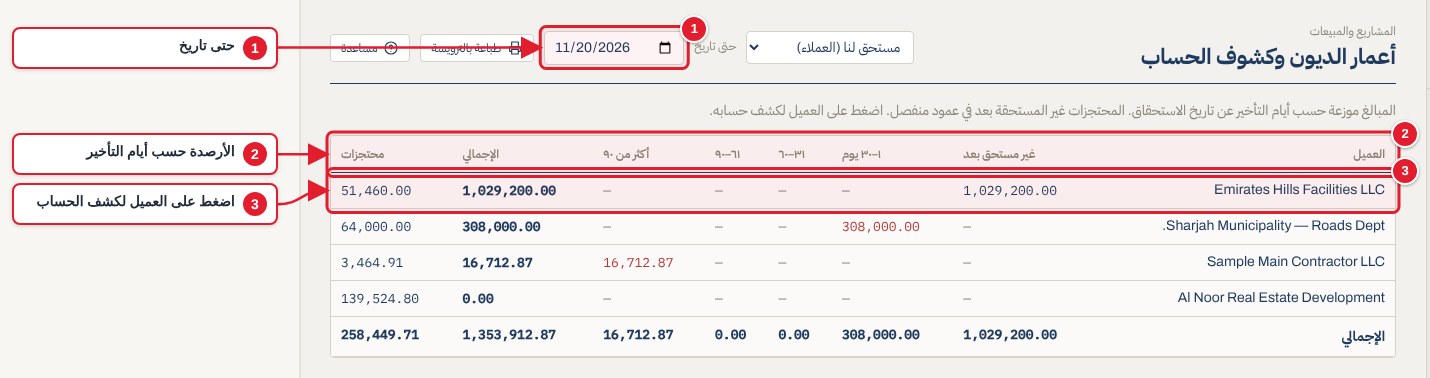 المشاريع والمبيعات
أعمار الديون وكشوف الحساب
مستحق لنا (العملاء)
حتى تاريخ
11/20/2026
1
طباعة بالترويسة
مساعدة
1 حتى تاريخ
المبالغ موزعة حسب أيام التأخير عن تاريخ الاستحقاق. المحتجزات غير المستحقة بعد في عمود منفصل. اضغط على العميل لكشف حسابه.
2
2 الأرصدة حسب أيام التأخير
العميل غير مستحق بعد ١–٣٠ يوم ٣١–٦٠ ٦١–٩٠ أكثر من ٩٠ الإجمالي محتجزات
3
3 اضغط على العميل لكشف الحساب
Emirates Hills Facilities LLC 1,029,200.00 – – – – 1,029,200.00 51,460.00
Sharjah Municipality — Roads Dept. – 308,000.00 – – – 308,000.00 64,000.00
Sample Main Contractor LLC – – – – 16,712.87 16,712.87 3,464.91
Al Noor Real Estate Development – – – – – 0.00 139,524.80
الإجمالي 1,029,200.00 308,000.00 0.00 0.00 16,712.87 1,353,912.87 258,449.71